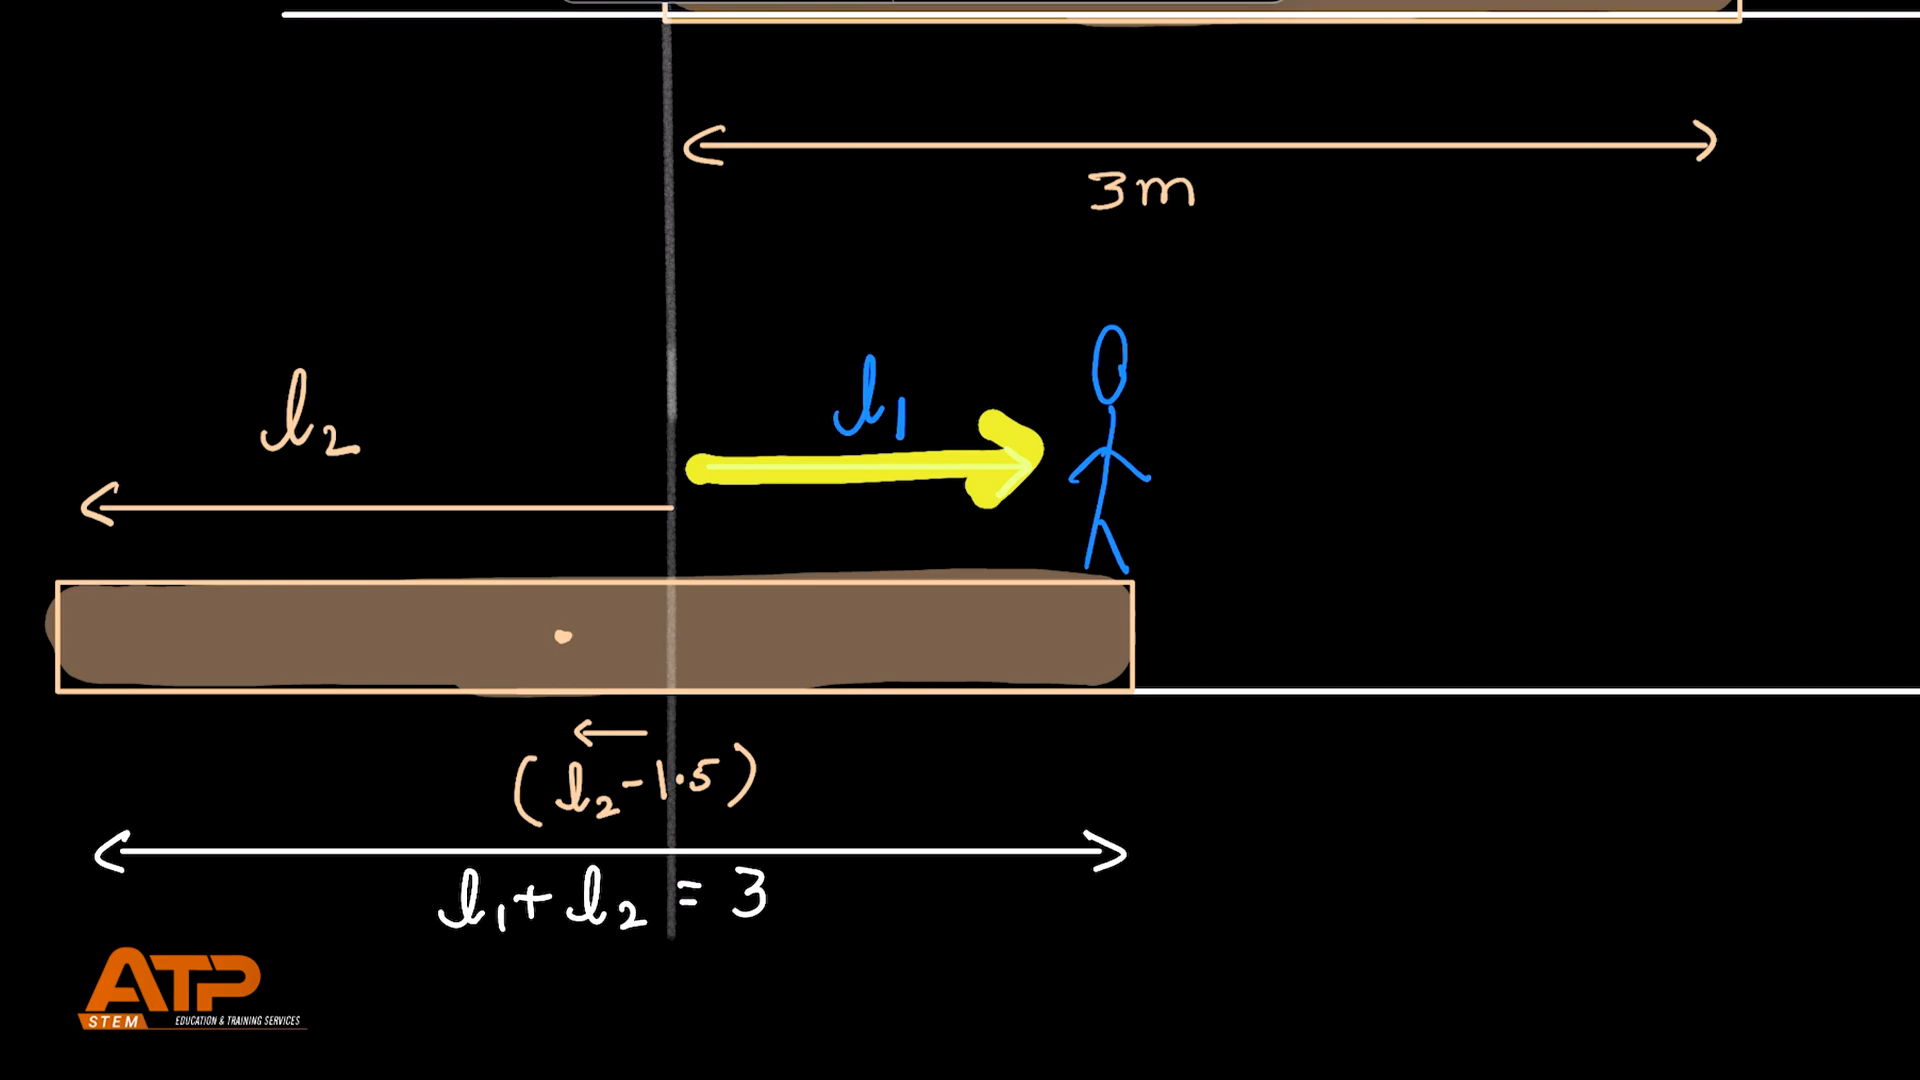 3m
l₁
l₂
(l₂-1.5)
l₁+l₂ = 3
ATP
STEM EDUCATION & TRAINING SERVICES